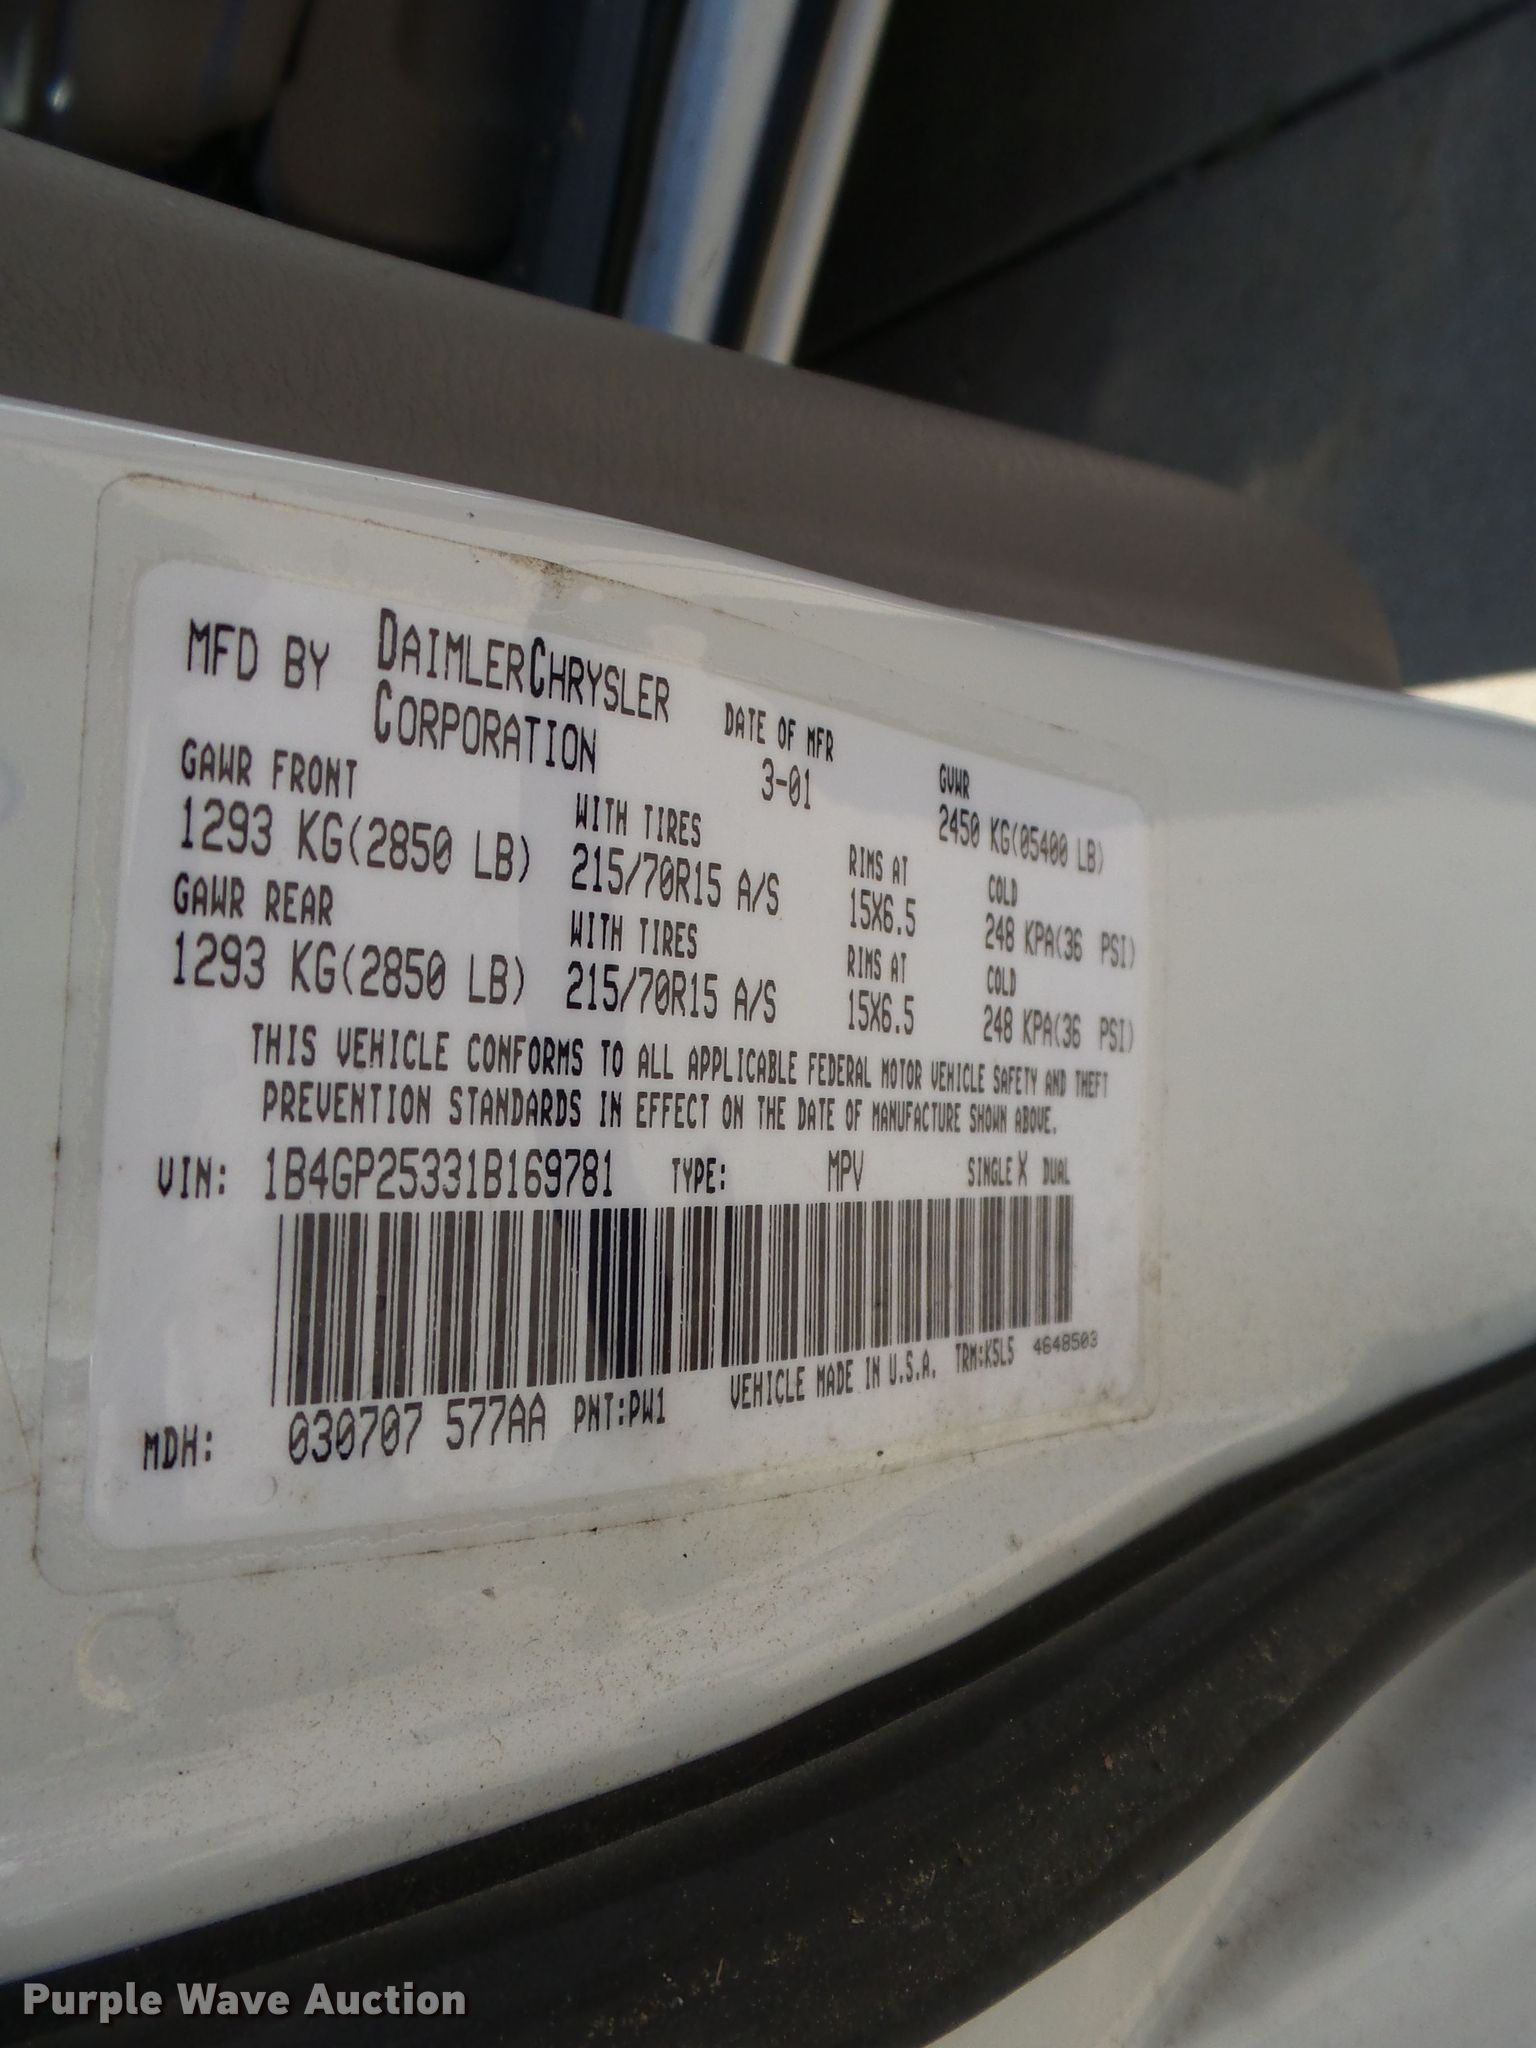 MFD BY DAIMLERCHRYSLER CORPORATION
DATE OF MFR 3-01
GVWR 2450 KG(05400 LB)
GAWR FRONT
1293 KG(2850 LB) WITH TIRES 215/70R15 A/S RIMS AT 15X6.5 COLD 248 KPA(36 PSI)
GAWR REAR
1293 KG(2850 LB) WITH TIRES 215/70R15 A/S RIMS AT 15X6.5 COLD 248 KPA(36 PSI)
THIS VEHICLE CONFORMS TO ALL APPLICABLE FEDERAL MOTOR VEHICLE SAFETY AND THEFT
PREVENTION STANDARDS IN EFFECT ON THE DATE OF MANUFACTURE SHOWN ABOVE.
VIN: 1B4GP25331B169781 TYPE: MPV SINGLE X DUAL
MDH: 030707 577AA PNT:PW1 VEHICLE MADE IN U.S.A. TRM:K5L5 4648503
Purple Wave Auction